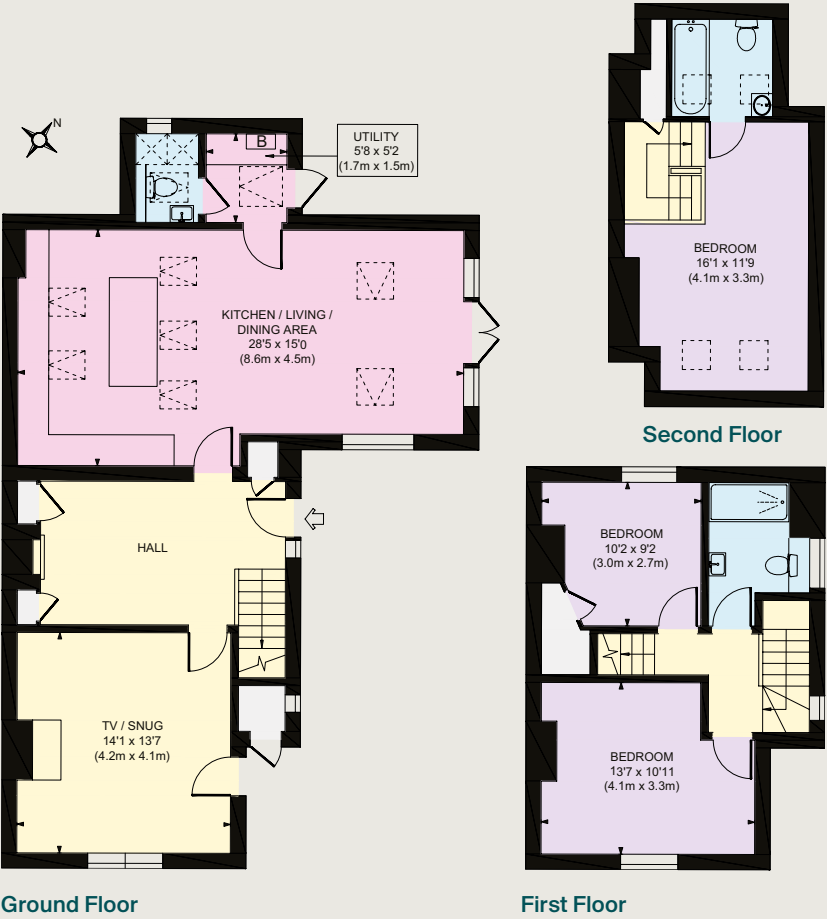 N
B
UTILITY
5'8 x 5'2
(1.7m x 1.5m)
KITCHEN / LIVING /
DINING AREA
28'5 x 15'0
(8.6m x 4.5m)
HALL
TV / SNUG
14'1 x 13'7
(4.2m x 4.1m)
Ground Floor
BEDROOM
16'1 x 11'9
(4.1m x 3.3m)
Second Floor
BEDROOM
10'2 x 9'2
(3.0m x 2.7m)
BEDROOM
13'7 x 10'11
(4.1m x 3.3m)
First Floor